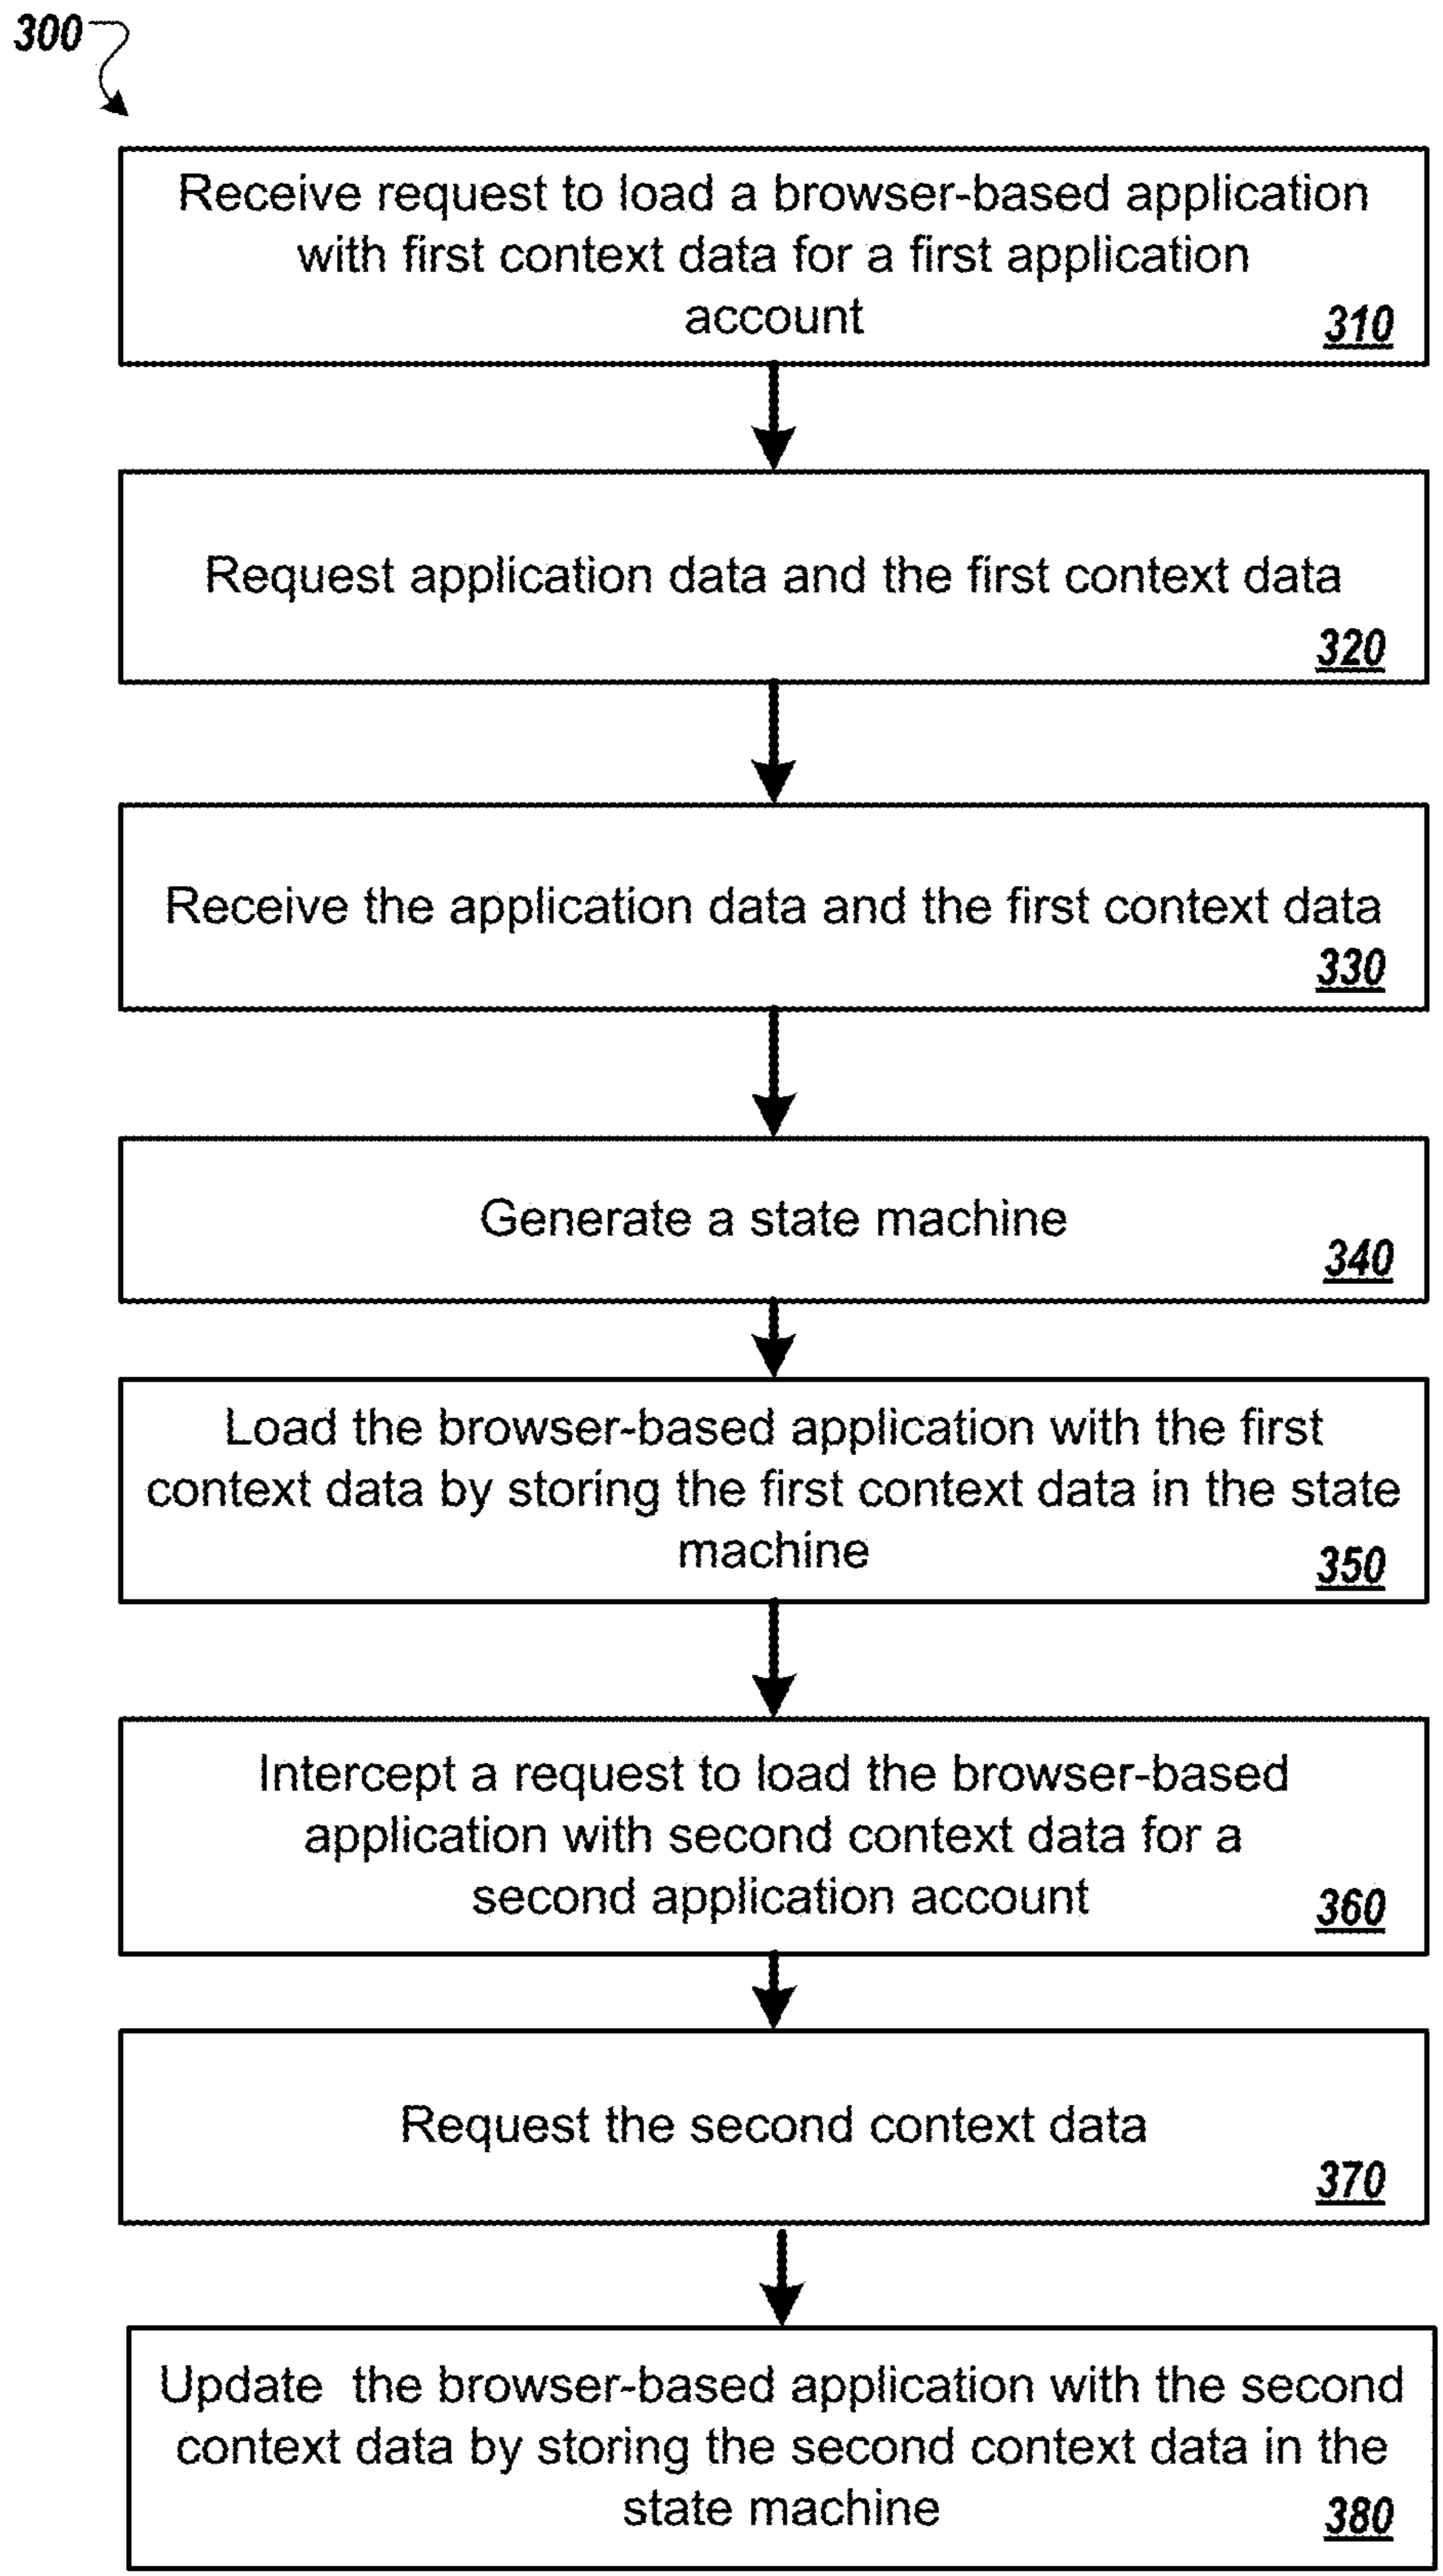 300
Receive request to load a browser-based application
with first context data for a first application
account
310
Request application data and the first context data
320
Receive the application data and the first context data
330
Generate a state machine
340
Load the browser-based application with the first
context data by storing the first context data in the state
machine
350
Intercept a request to load the browser-based
application with second context data for a
second application account
360
Request the second context data
370
Update the browser-based application with the second
context data by storing the second context data in the
state machine
380